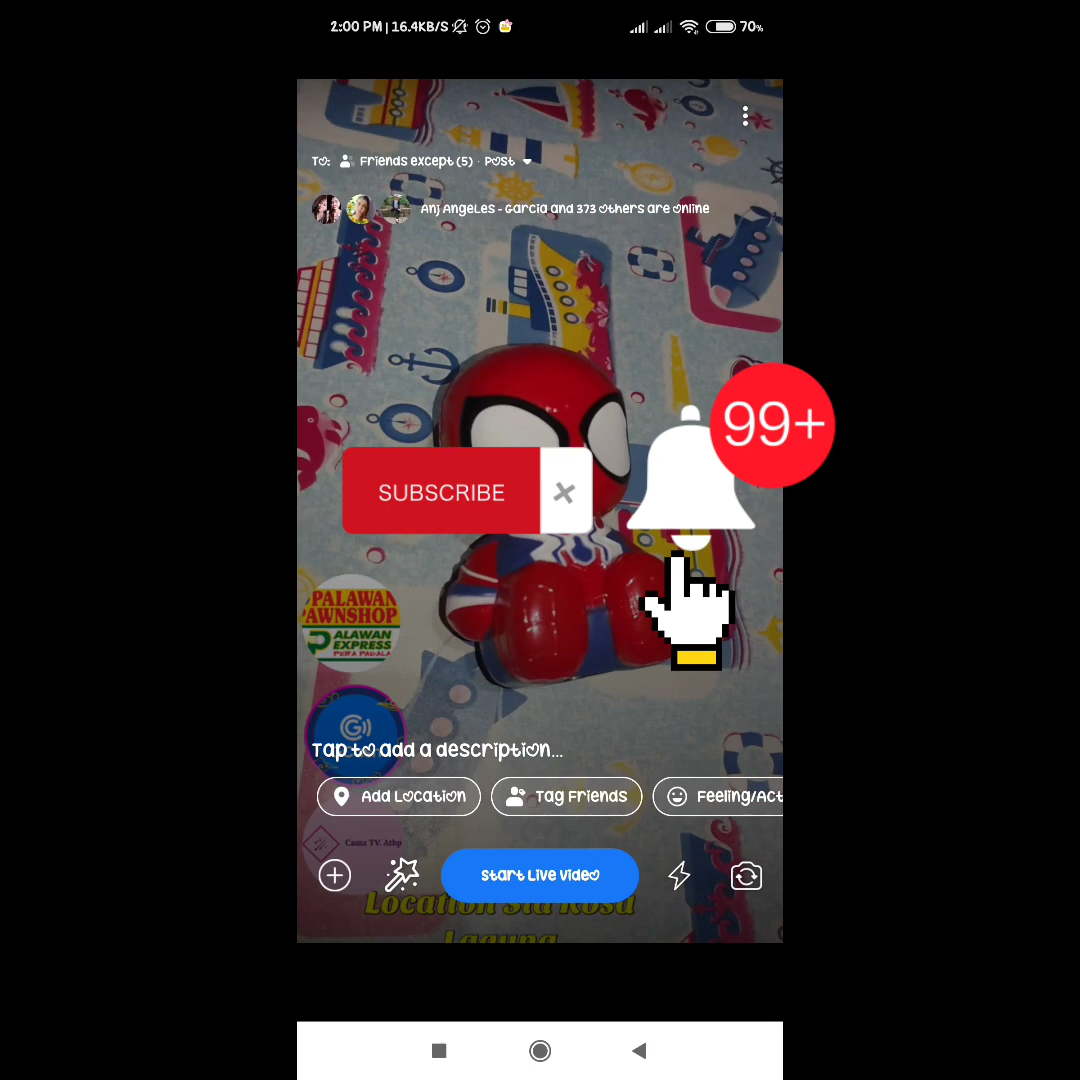 2:00 PM | 16.4KB/S
70%
To: Friends except (5) · Post
Anj Angeles - Garcia and 373 others are online
99+
SUBSCRIBE
PALAWAN
PAWNSHOP
PALAWAN
EXPRESS
PERA PADALA
Tap to add a description...
Add Location
Tag Friends
Feeling/Act
Camz TV. Atbp
Start Live Video
Location Sta Rosa
Laguna